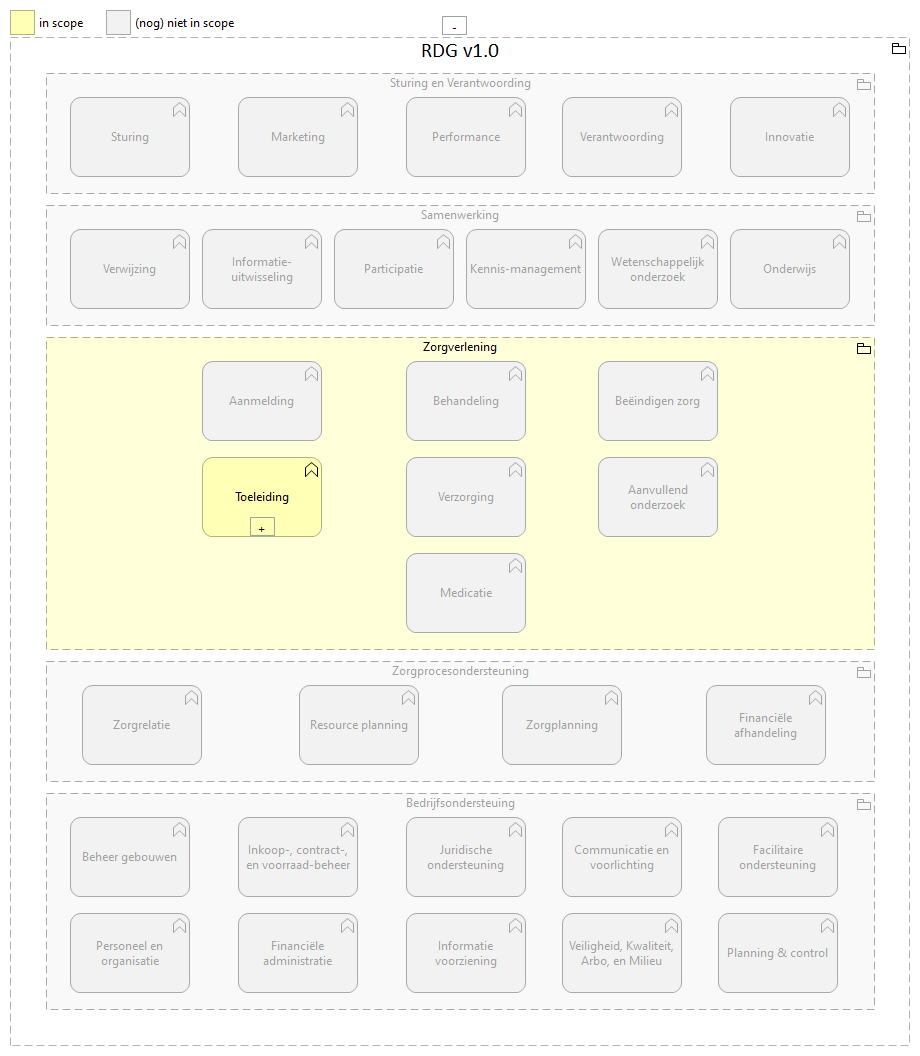 in scope
(nog) niet in scope
-
RDG v1.0
Sturing en Verantwoording
Sturing
Marketing
Performance
Verantwoording
Innovatie
Samenwerking
Verwijzing
Informatie-
uitwisseling
Participatie
Kennis-management
Wetenschappelijk
onderzoek
Onderwijs
Zorgverlening
Aanmelding
Behandeling
Beëindigen zorg
Toeleiding
+
Verzorging
Aanvullend
onderzoek
Medicatie
Zorgprocesondersteuning
Zorgrelatie
Resource planning
Zorgplanning
Financiële
afhandeling
Bedrijfsondersteuing
Beheer gebouwen
Inkoop-, contract-,
en voorraad-beheer
Juridische
ondersteuning
Communicatie en
voorlichting
Facilitaire
ondersteuning
Personeel en
organisatie
Financiële
administratie
Informatie
voorziening
Veiligheid, Kwaliteit,
Arbo, en Milieu
Planning & control